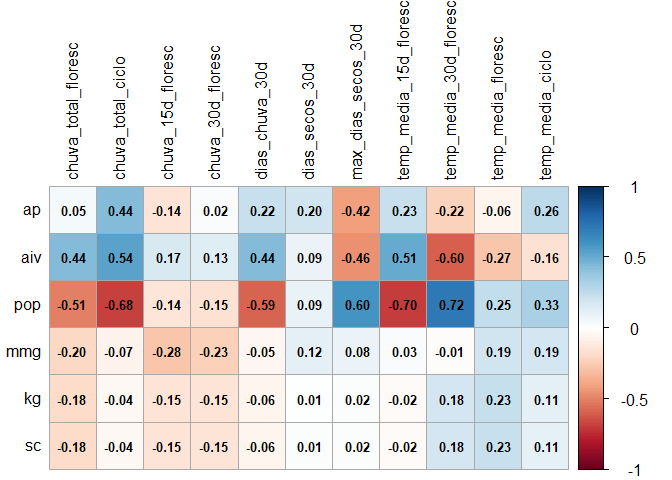 chuva_total_floresc
chuva_total_ciclo
chuva_15d_floresc
chuva_30d_floresc
dias_chuva_30d
dias_secos_30d
max_dias_secos_30d
temp_media_15d_floresc
temp_media_30d_floresc
temp_media_floresc
temp_media_ciclo
ap 0.05 0.44 -0.14 0.02 0.22 0.20 -0.42 0.23 -0.22 -0.06 0.26
aiv 0.44 0.54 0.17 0.13 0.44 0.09 -0.46 0.51 -0.60 -0.27 -0.16
pop -0.51 -0.68 -0.14 -0.15 -0.59 0.09 0.60 -0.70 0.72 0.25 0.33
mmg -0.20 -0.07 -0.28 -0.23 -0.05 0.12 0.08 0.03 -0.01 0.19 0.19
kg -0.18 -0.04 -0.15 -0.15 -0.06 0.01 0.02 -0.02 0.18 0.23 0.11
sc -0.18 -0.04 -0.15 -0.15 -0.06 0.01 0.02 -0.02 0.18 0.23 0.11
1
0.5
0
-0.5
-1